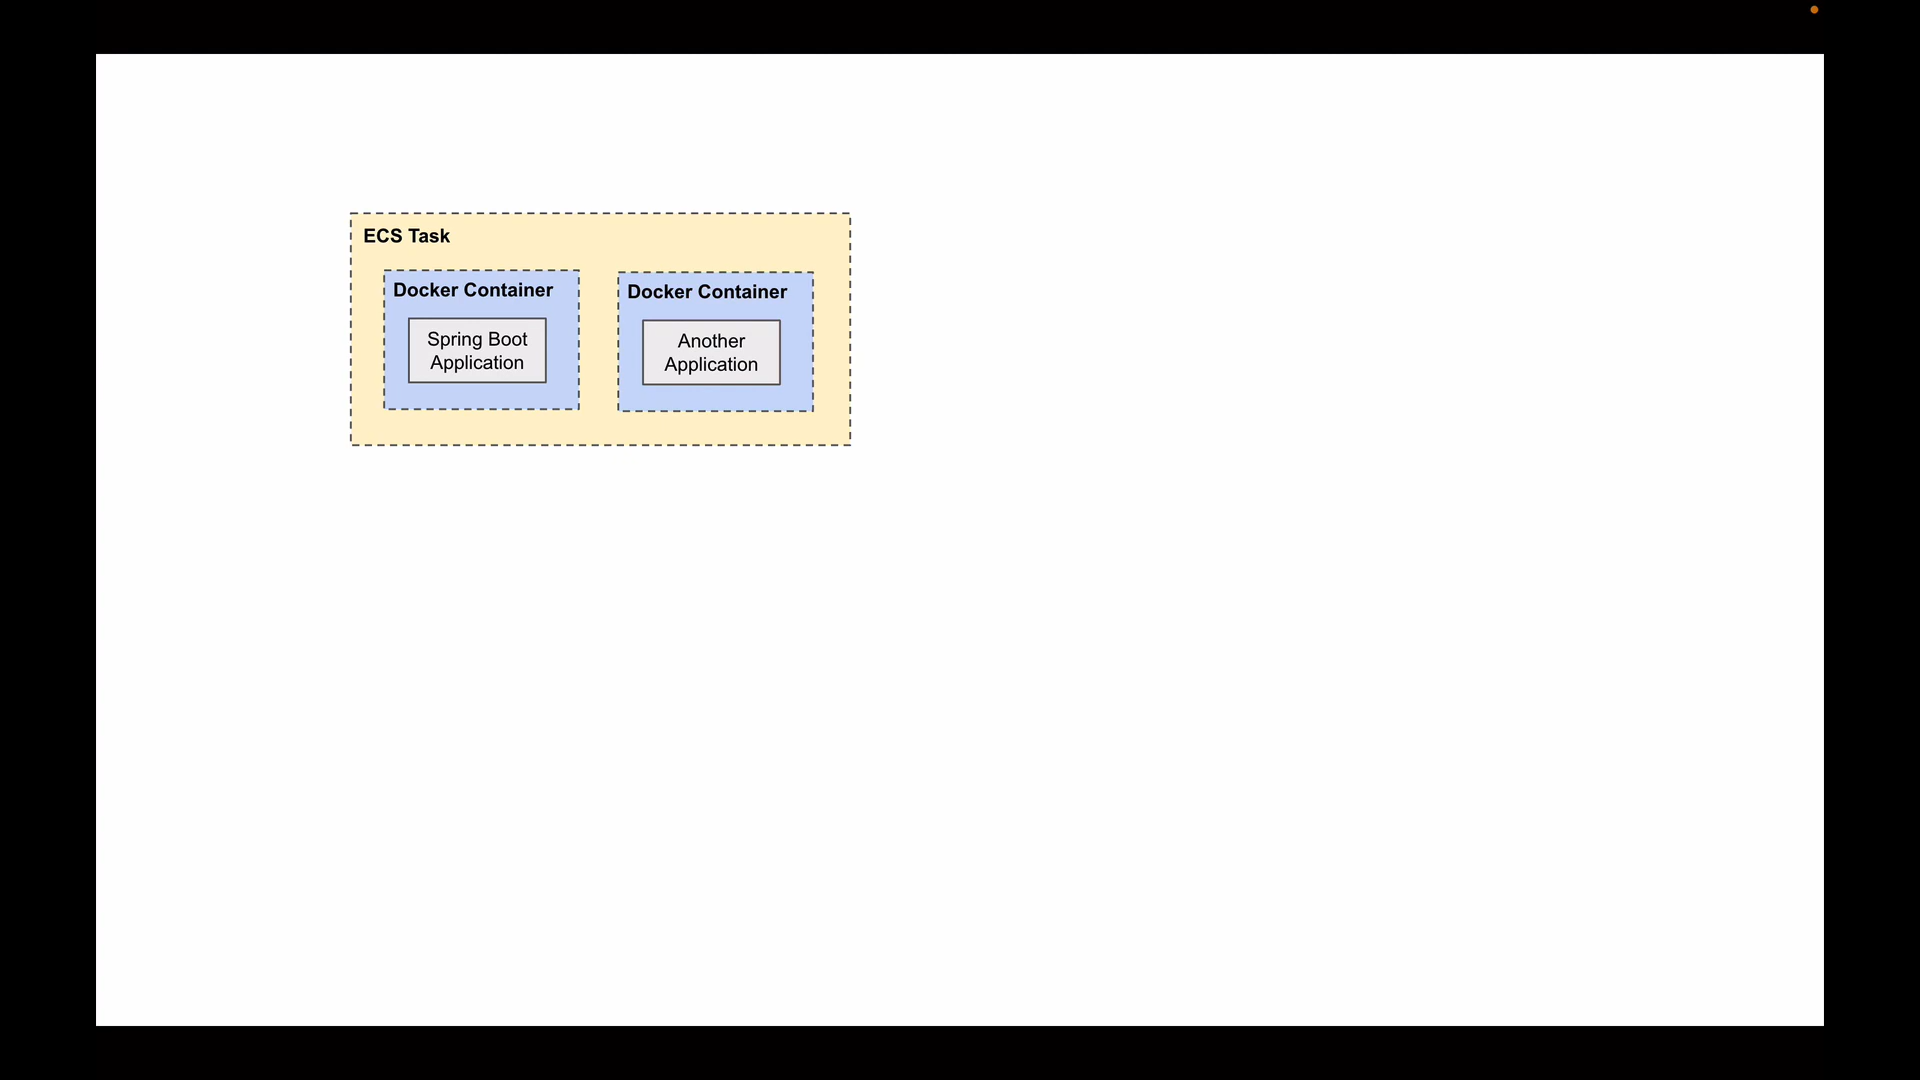 ECS Task
Docker Container
Spring Boot
Application
Docker Container
Another
Application